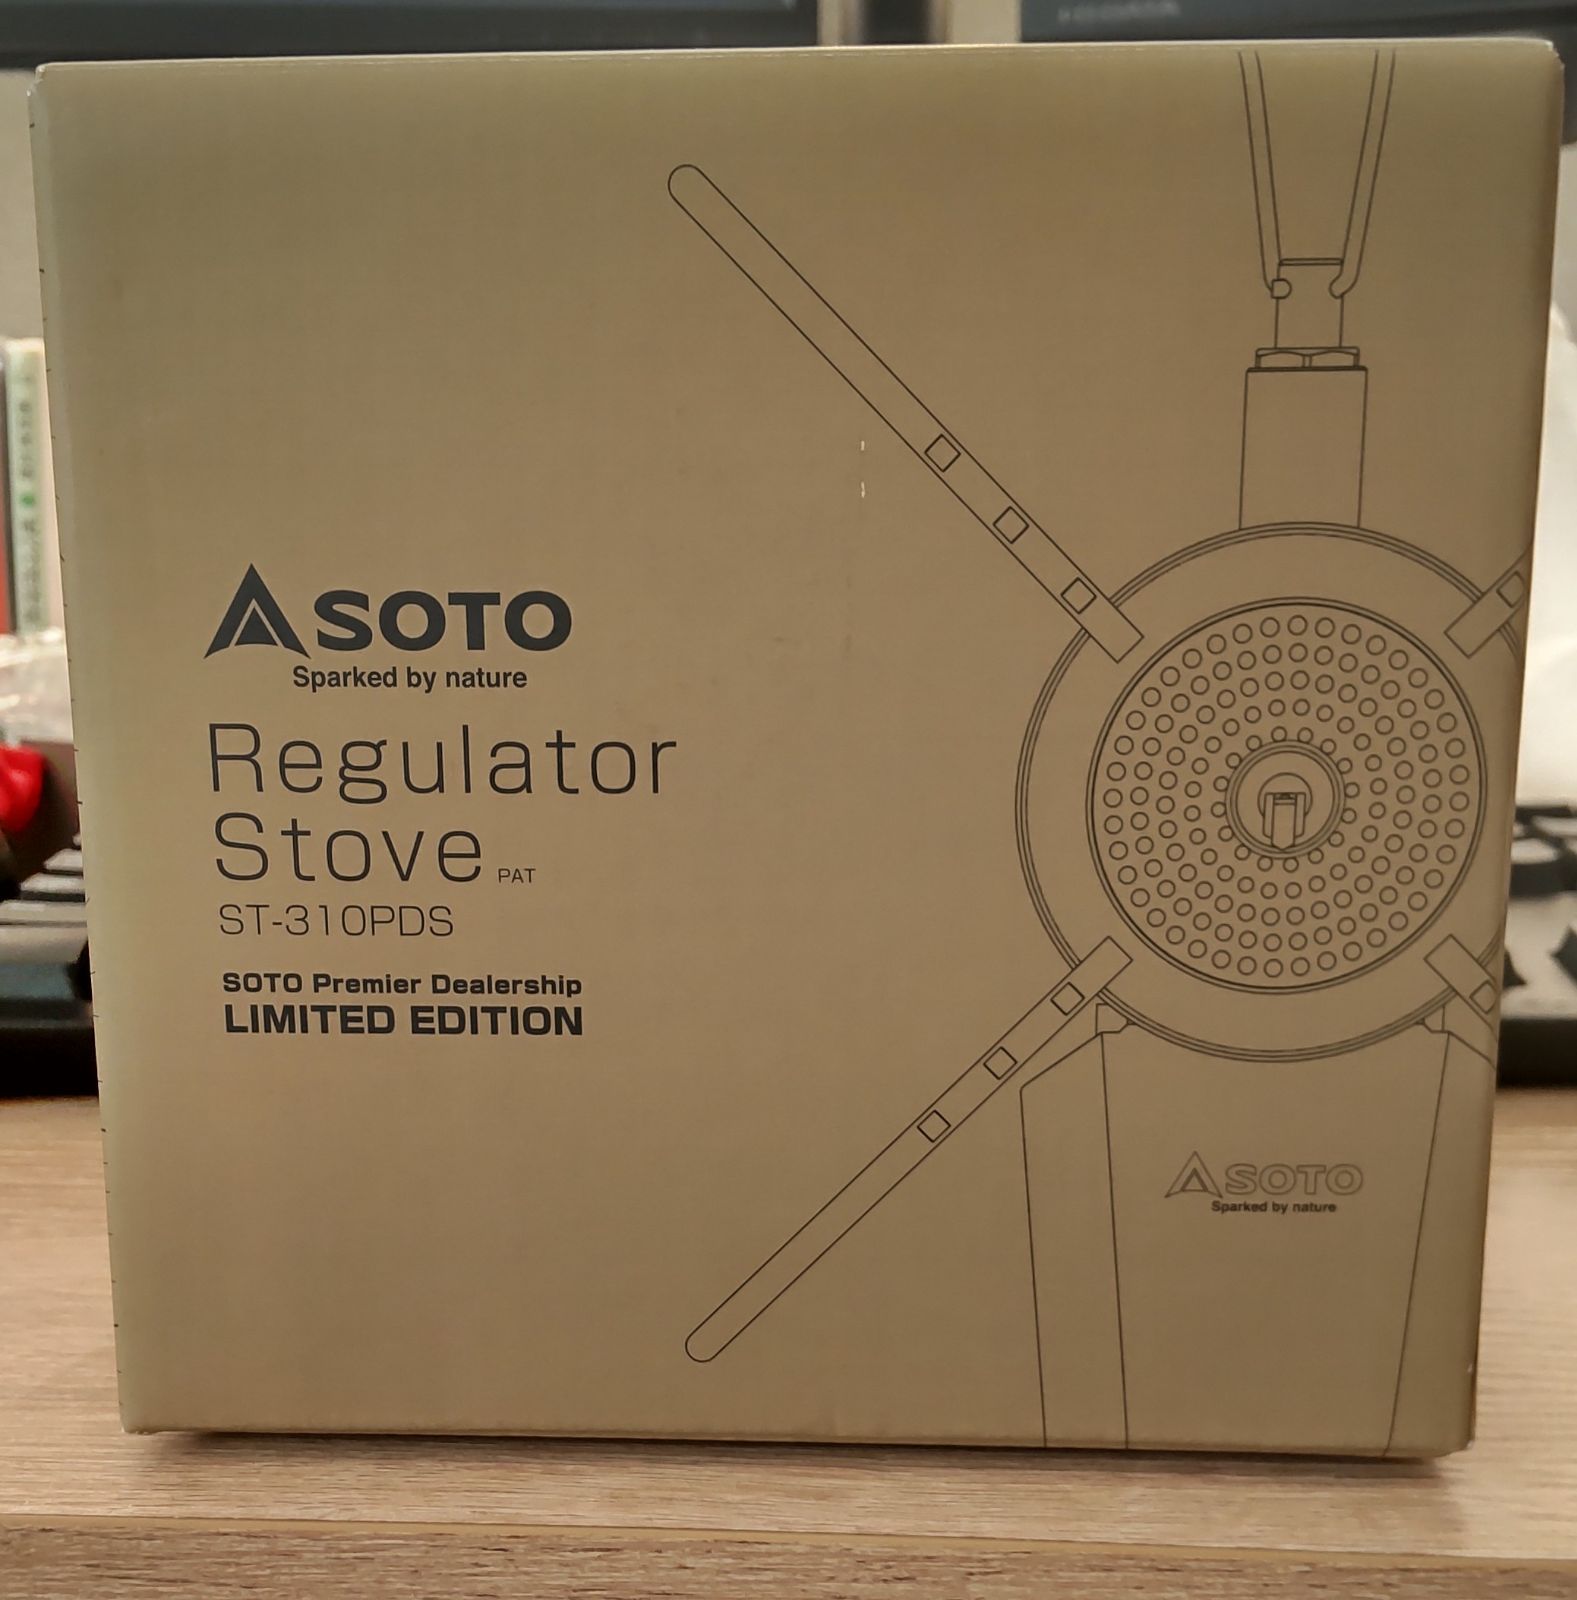 SOTO
Sparked by nature
Regulator
Stove PAT
ST-310PDS
SOTO Premier Dealership
LIMITED EDITION
SOTO
Sparked by nature